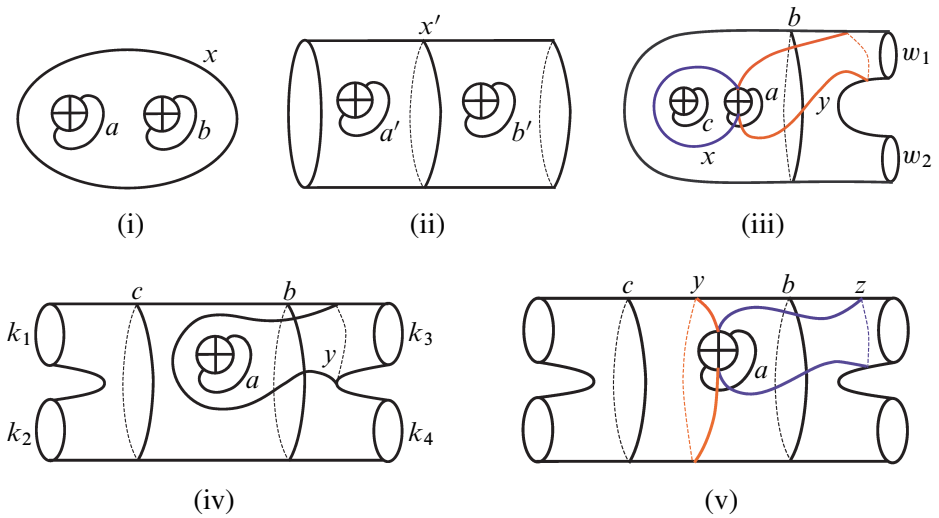 x
a
b
(i)
x′
a′
b′
(ii)
b
w₁
a
c
y
x
w₂
(iii)
c
b
k₁
k₃
y
a
k₂
k₄
(iv)
c
y
b
z
a
(v)